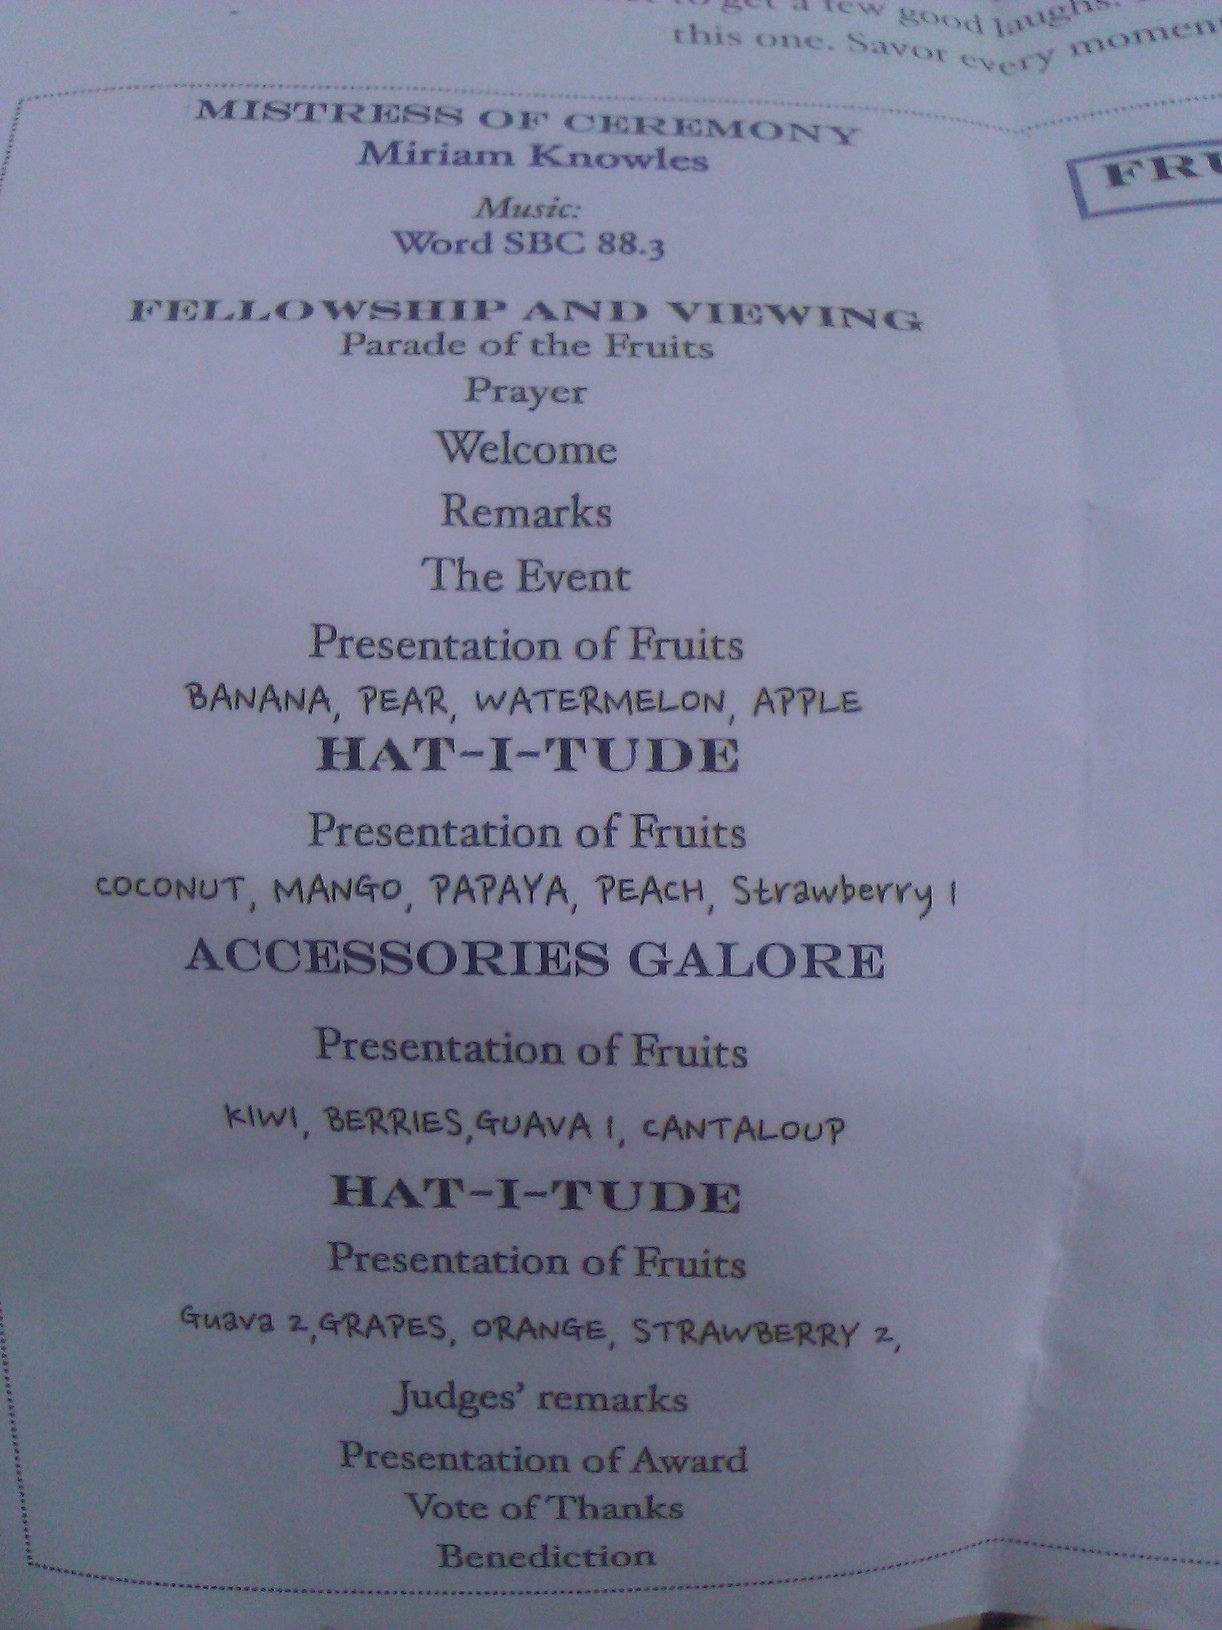 to get a few good laughs.
this one. Savor every momen
MISTRESS OF CEREMONY
Miriam Knowles
Music:
Word SBC 88.3
FELLOWSHIP AND VIEWING
Parade of the Fruits
Prayer
Welcome
Remarks
The Event
Presentation of Fruits
BANANA, PEAR, WATERMELON, APPLE
HAT-I-TUDE
Presentation of Fruits
COCONUT, MANGO, PAPAYA, PEACH, Strawberry 1
ACCESSORIES GALORE
Presentation of Fruits
KIWI, BERRIES,GUAVA 1, CANTALOUP
HAT-I-TUDE
Presentation of Fruits
Guava 2,GRAPES, ORANGE, STRAWBERRY 2,
Judges' remarks
Presentation of Award
Vote of Thanks
Benediction
FRU